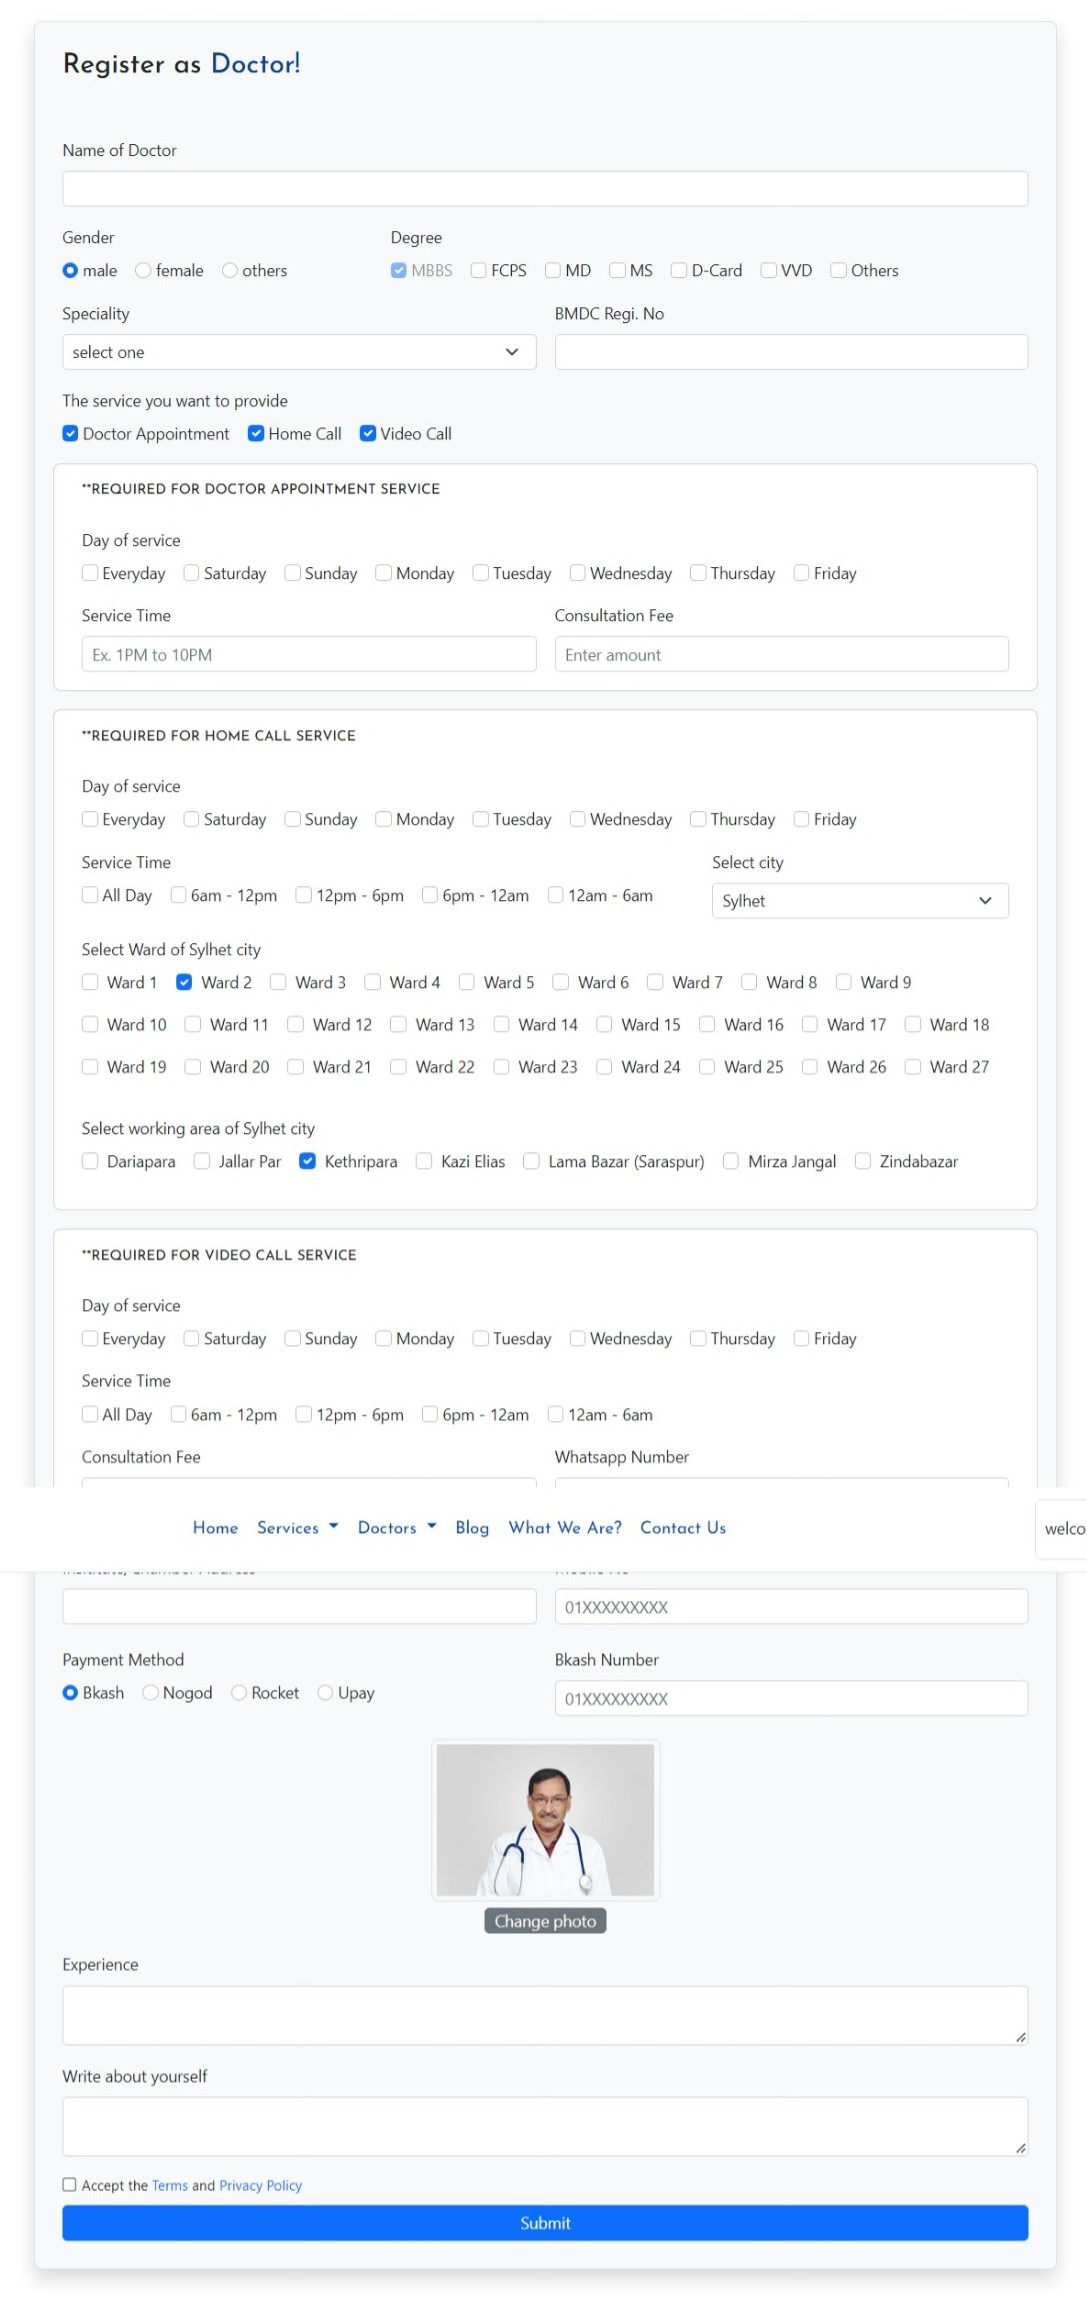 Register as Doctor!
Name of Doctor
Gender
Degree
male female others
MBBS FCPS MD MS D-Card VVD Others
Speciality
BMDC Regi. No
select one
The service you want to provide
Doctor Appointment Home Call Video Call
**REQUIRED FOR DOCTOR APPOINTMENT SERVICE
Day of service
Everyday Saturday Sunday Monday Tuesday Wednesday Thursday Friday
Service Time
Consultation Fee
Ex. 1PM to 10PM
Enter amount
**REQUIRED FOR HOME CALL SERVICE
Day of service
Everyday Saturday Sunday Monday Tuesday Wednesday Thursday Friday
Service Time
Select city
All Day 6am - 12pm 12pm - 6pm 6pm - 12am 12am - 6am
Sylhet
Select Ward of Sylhet city
Ward 1 Ward 2 Ward 3 Ward 4 Ward 5 Ward 6 Ward 7 Ward 8 Ward 9
Ward 10 Ward 11 Ward 12 Ward 13 Ward 14 Ward 15 Ward 16 Ward 17 Ward 18
Ward 19 Ward 20 Ward 21 Ward 22 Ward 23 Ward 24 Ward 25 Ward 26 Ward 27
Select working area of Sylhet city
Dariapara Jallar Par Kethripara Kazi Elias Lama Bazar (Saraspur) Mirza Jangal Zindabazar
**REQUIRED FOR VIDEO CALL SERVICE
Day of service
Everyday Saturday Sunday Monday Tuesday Wednesday Thursday Friday
Service Time
All Day 6am - 12pm 12pm - 6pm 6pm - 12am 12am - 6am
Consultation Fee
Whatsapp Number
Home Services Doctors Blog What We Are? Contact Us
welco
01XXXXXXXXX
Payment Method
Bkash Number
Bkash Nogod Rocket Upay
01XXXXXXXXX
Change photo
Experience
Write about yourself
Accept the Terms and Privacy Policy
Submit